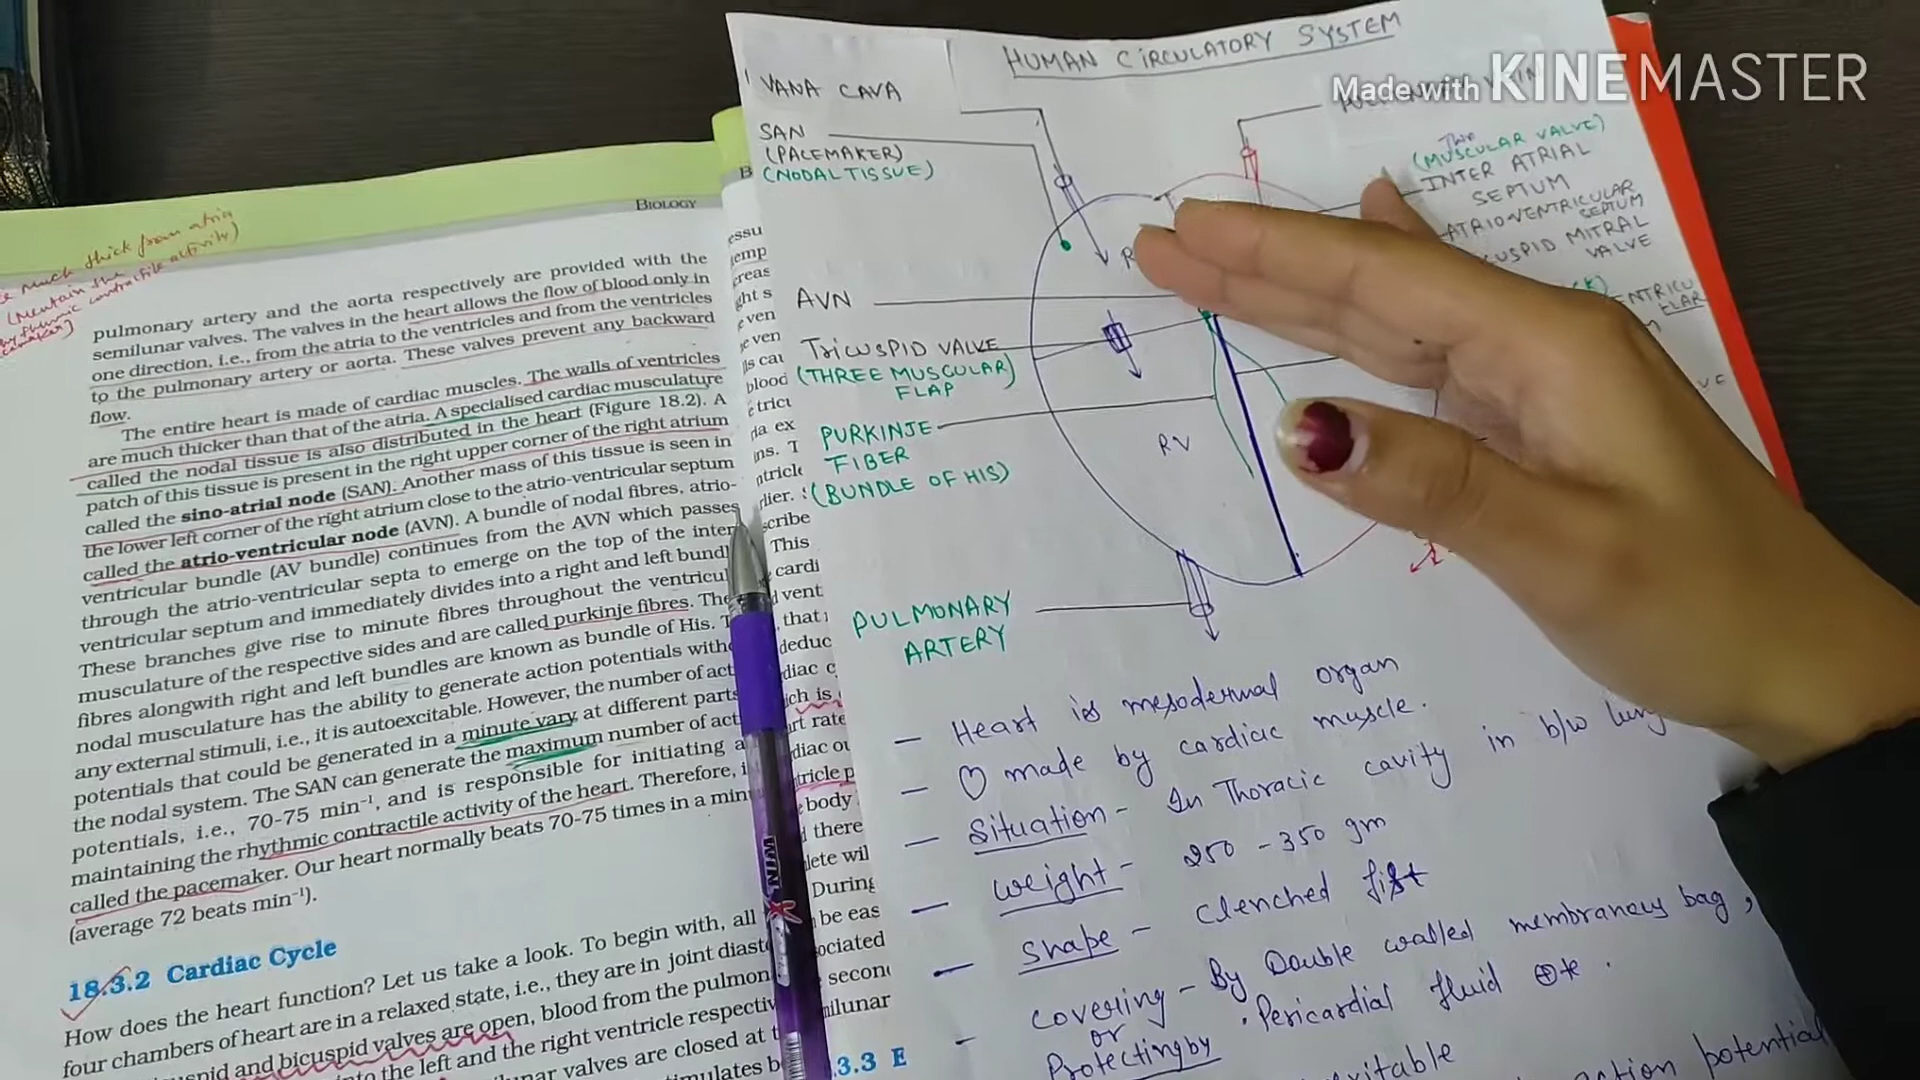 Made with KINEMASTER
HUMAN CIRCULATORY SYSTEM
VANA CAVA
SAN
(PACEMAKER)
(NODAL TISSUE)
AVN
TRICUSPID VALVE
(THREE MUSCULAR)
FLAP
PURKINJE
FIBER
(BUNDLE OF HIS)
PULMONARY
ARTERY
RV
Thin
(MUSCULAR VALVE)
INTER ATRIAL
SEPTUM
ATRIOVENTRICULAR
SEPTUM
MITRAL
VALVE
- Heart is mesodermal organ
- made by cardiac muscle.
- Situation - In Thoracic cavity in b/w lung
- weight - 250 - 350 gm
- shape - clenched fist
- covering - By Double walled membranery bag,
or . Pericardial fluid
Protecting by
action potential
BIOLOGY
much thick from atria
pulmonary artery and the aorta respectively are provided with the
semilunar valves. The valves in the heart allows the flow of blood only in
one direction, i.e., from the atria to the ventricles and from the ventricles
to the pulmonary artery or aorta. These valves prevent any backward
flow.
The entire heart is made of cardiac muscles. The walls of ventricles
are much thicker than that of the atria. A specialised cardiac musculature
called the nodal tissue is also distributed in the heart (Figure 18.2). A
patch of this tissue is present in the right upper corner of the right atrium
called the sino-atrial node (SAN). Another mass of this tissue is seen in
the lower left corner of the right atrium close to the atrio-ventricular septum
called the atrio-ventricular node (AVN). A bundle of nodal fibres, atrio-
ventricular bundle (AV bundle) continues from the AVN which passes
through the atrio-ventricular septa to emerge on the top of the inter
ventricular septum and immediately divides into a right and left bundl
These branches give rise to minute fibres throughout the ventricul
musculature of the respective sides and are called purkinje fibres. The
fibres alongwith right and left bundles are known as bundle of His. T
nodal musculature has the ability to generate action potentials with
any external stimuli, i.e., it is autoexcitable. However, the number of act
potentials that could be generated in a minute vary at different parts
the nodal system. The SAN can generate the maximum number of act
potentials, i.e., 70-75 min⁻¹, and is responsible for initiating a
maintaining the rhythmic contractile activity of the heart. Therefore, i
called the pacemaker. Our heart normally beats 70-75 times in a min
(average 72 beats min⁻¹).
18.3.2 Cardiac Cycle
How does the heart function? Let us take a look. To begin with, all
four chambers of heart are in a relaxed state, i.e., they are in joint diast
and bicuspid valves are open, blood from the pulmon
into the left and the right ventricle respectiv
valves are closed at
3.3 E